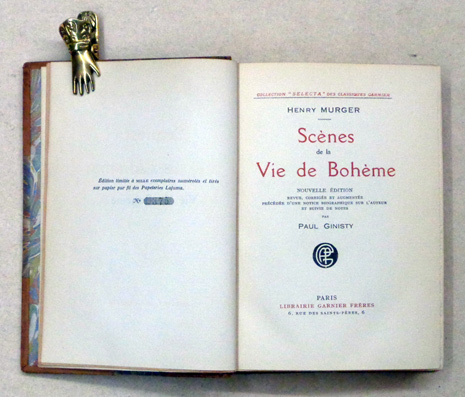 Édition limitée à MILLE exemplaires numérotés et tirés
sur papier pur fil des Papeteries Lafuma.
No
COLLECTION "SELECTA" DES CLASSIQUES GARNIER
HENRY MURGER
Scènes
de la
Vie de Bohème
NOUVELLE ÉDITION
REVUE, CORRIGÉE ET AUGMENTÉE
PRÉCÉDÉE D'UNE NOTICE BIOGRAPHIQUE SUR L'AUTEUR
ET SUIVIE DE NOTES
PAR
PAUL GINISTY
PARIS
LIBRAIRIE GARNIER FRÈRES
6, RUE DES SAINTS-PÈRES, 6